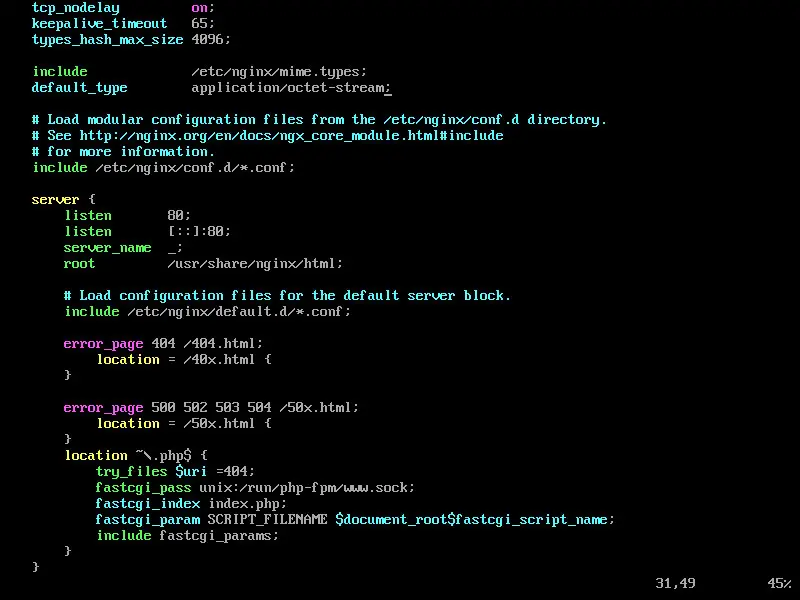 tcp_nodelay         on;
keepalive_timeout   65;
types_hash_max_size 4096;
include             /etc/nginx/mime.types;
default_type        application/octet-stream;
# Load modular configuration files from the /etc/nginx/conf.d directory.
# See http://nginx.org/en/docs/ngx_core_module.html#include
# for more information.
include /etc/nginx/conf.d/*.conf;
server {
    listen       80;
    listen       [::]:80;
    server_name  _;
    root         /usr/share/nginx/html;
    # Load configuration files for the default server block.
    include /etc/nginx/default.d/*.conf;
    error_page 404 /404.html;
        location = /40x.html {
    }
    error_page 500 502 503 504 /50x.html;
        location = /50x.html {
    }
    location ~\.php$ {
        try_files $uri =404;
        fastcgi_pass unix:/run/php-fpm/www.sock;
        fastcgi_index index.php;
        fastcgi_param SCRIPT_FILENAME $document_root$fastcgi_script_name;
        include fastcgi_params;
    }
}
31,49         45%